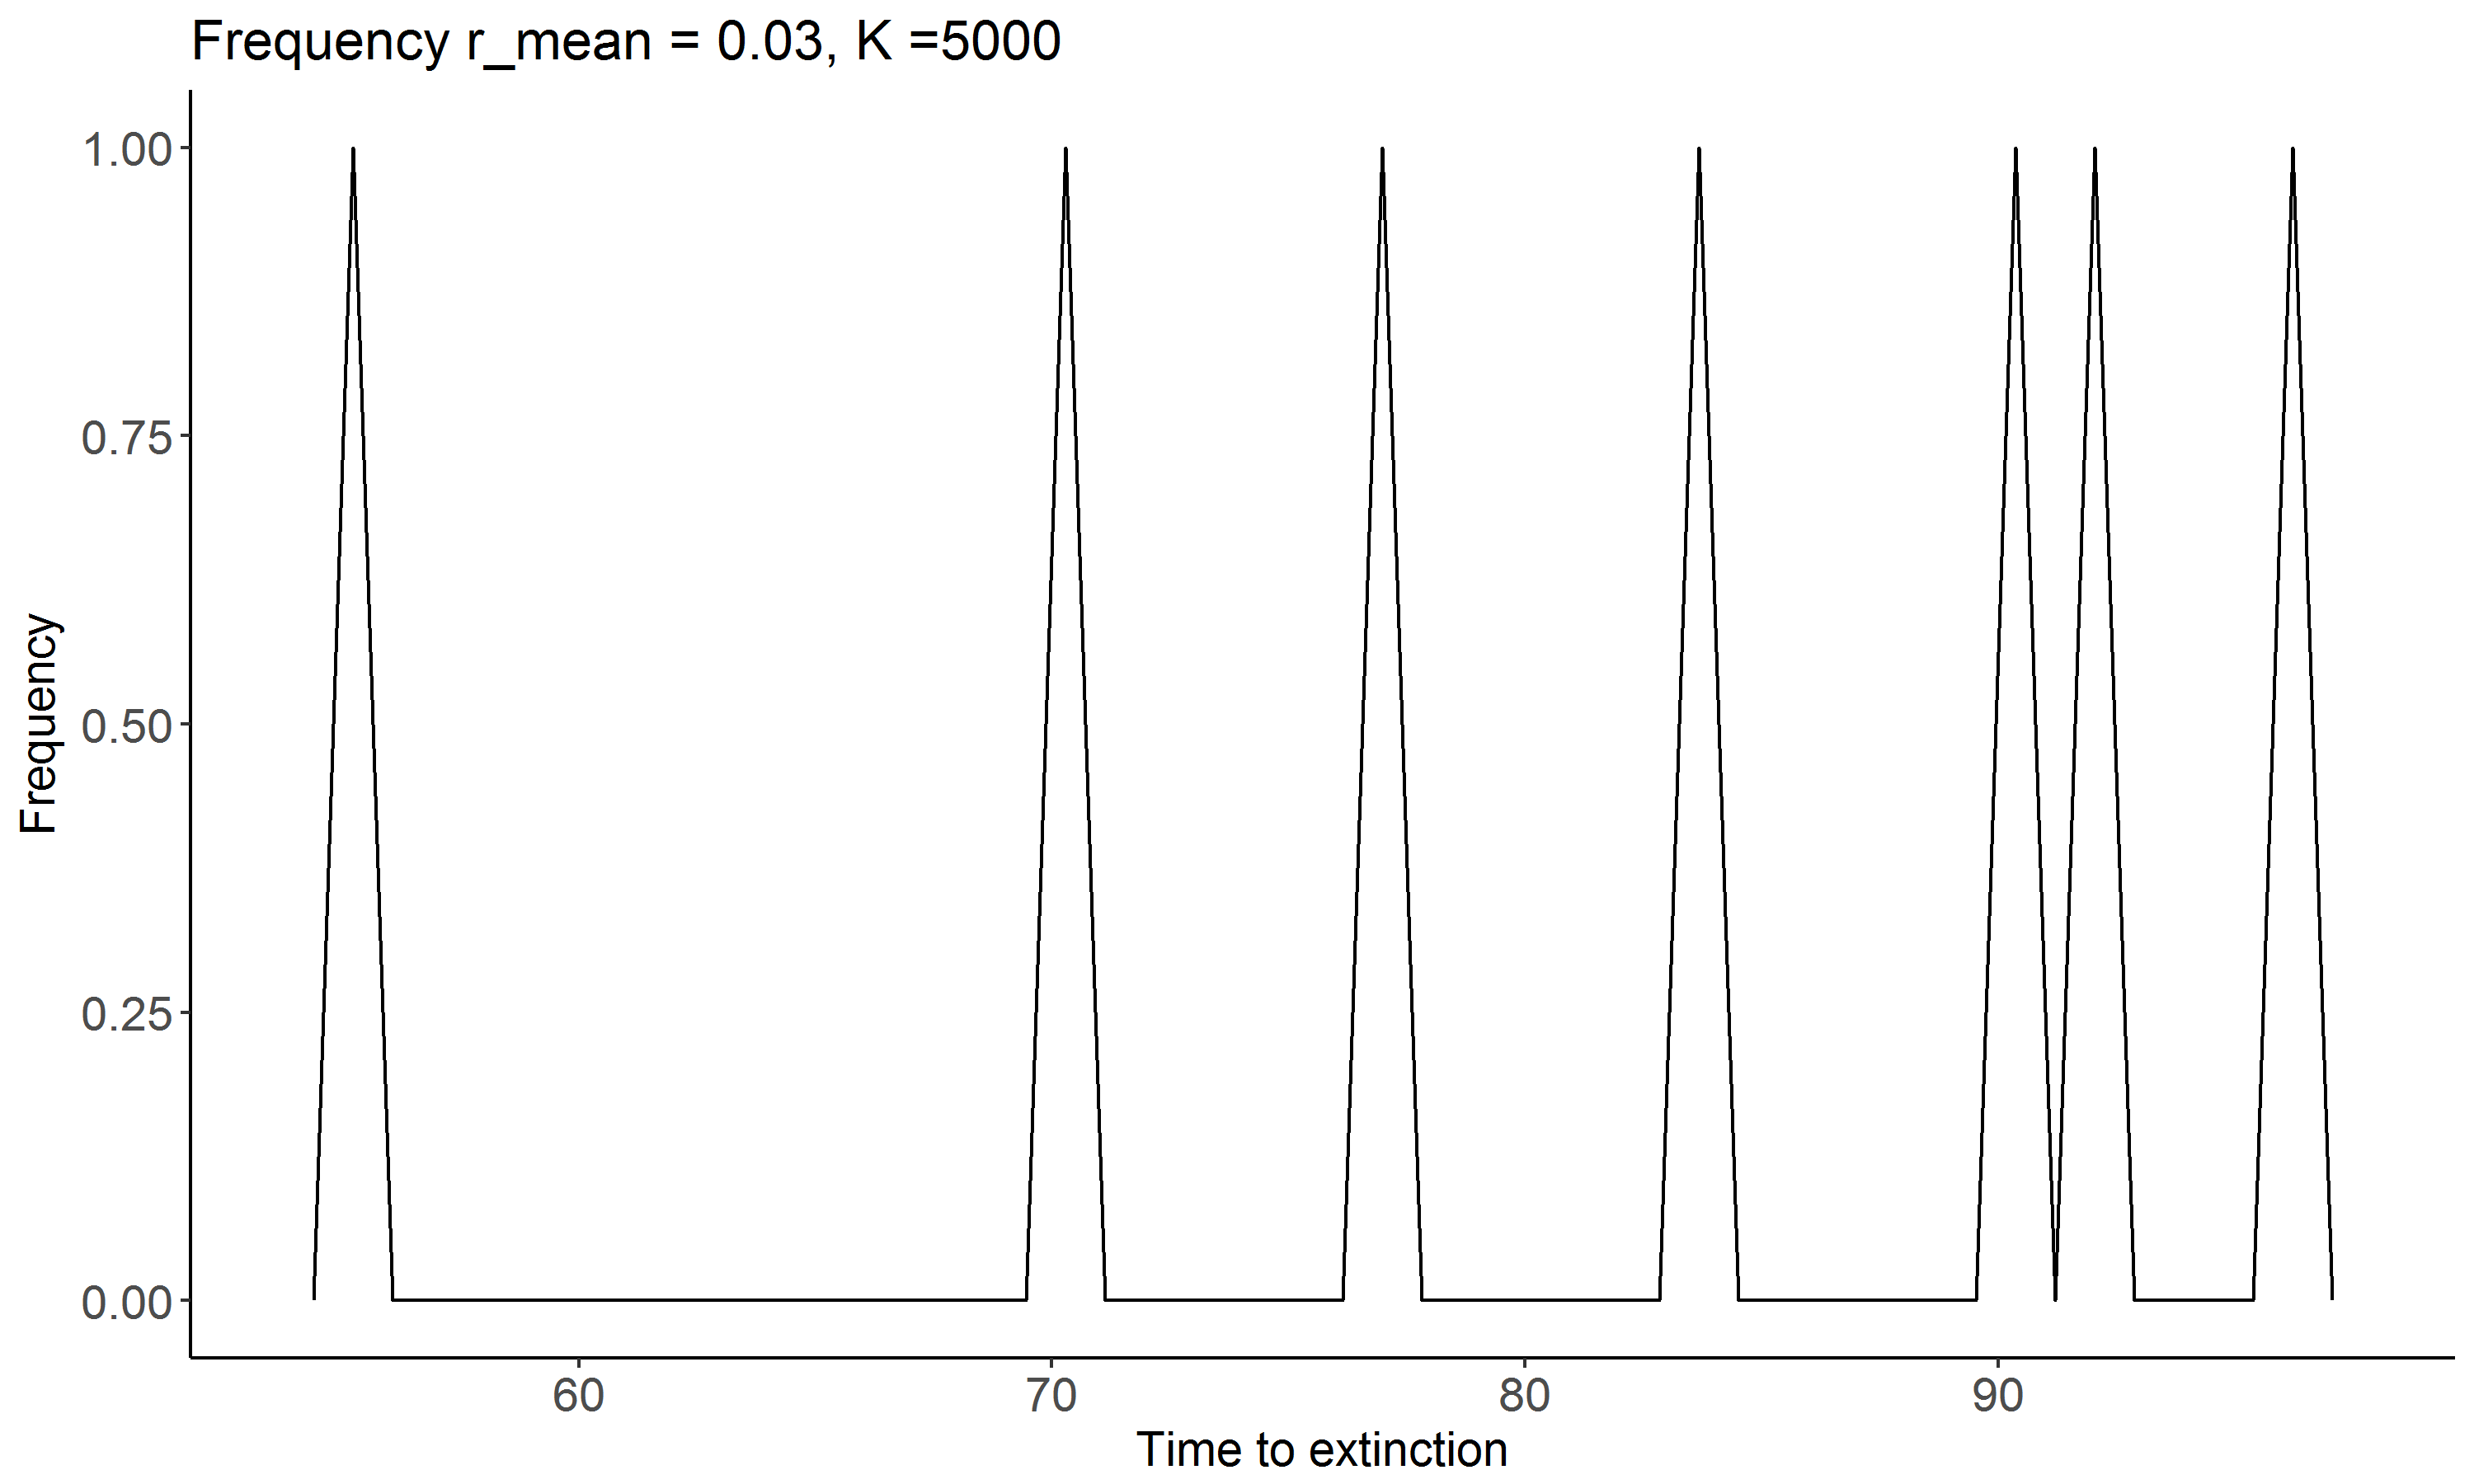 Frequency r_mean = 0.03, K =5000
1.00
0.75
0.50
0.25
0.00
Frequency
60 70 80 90
Time to extinction